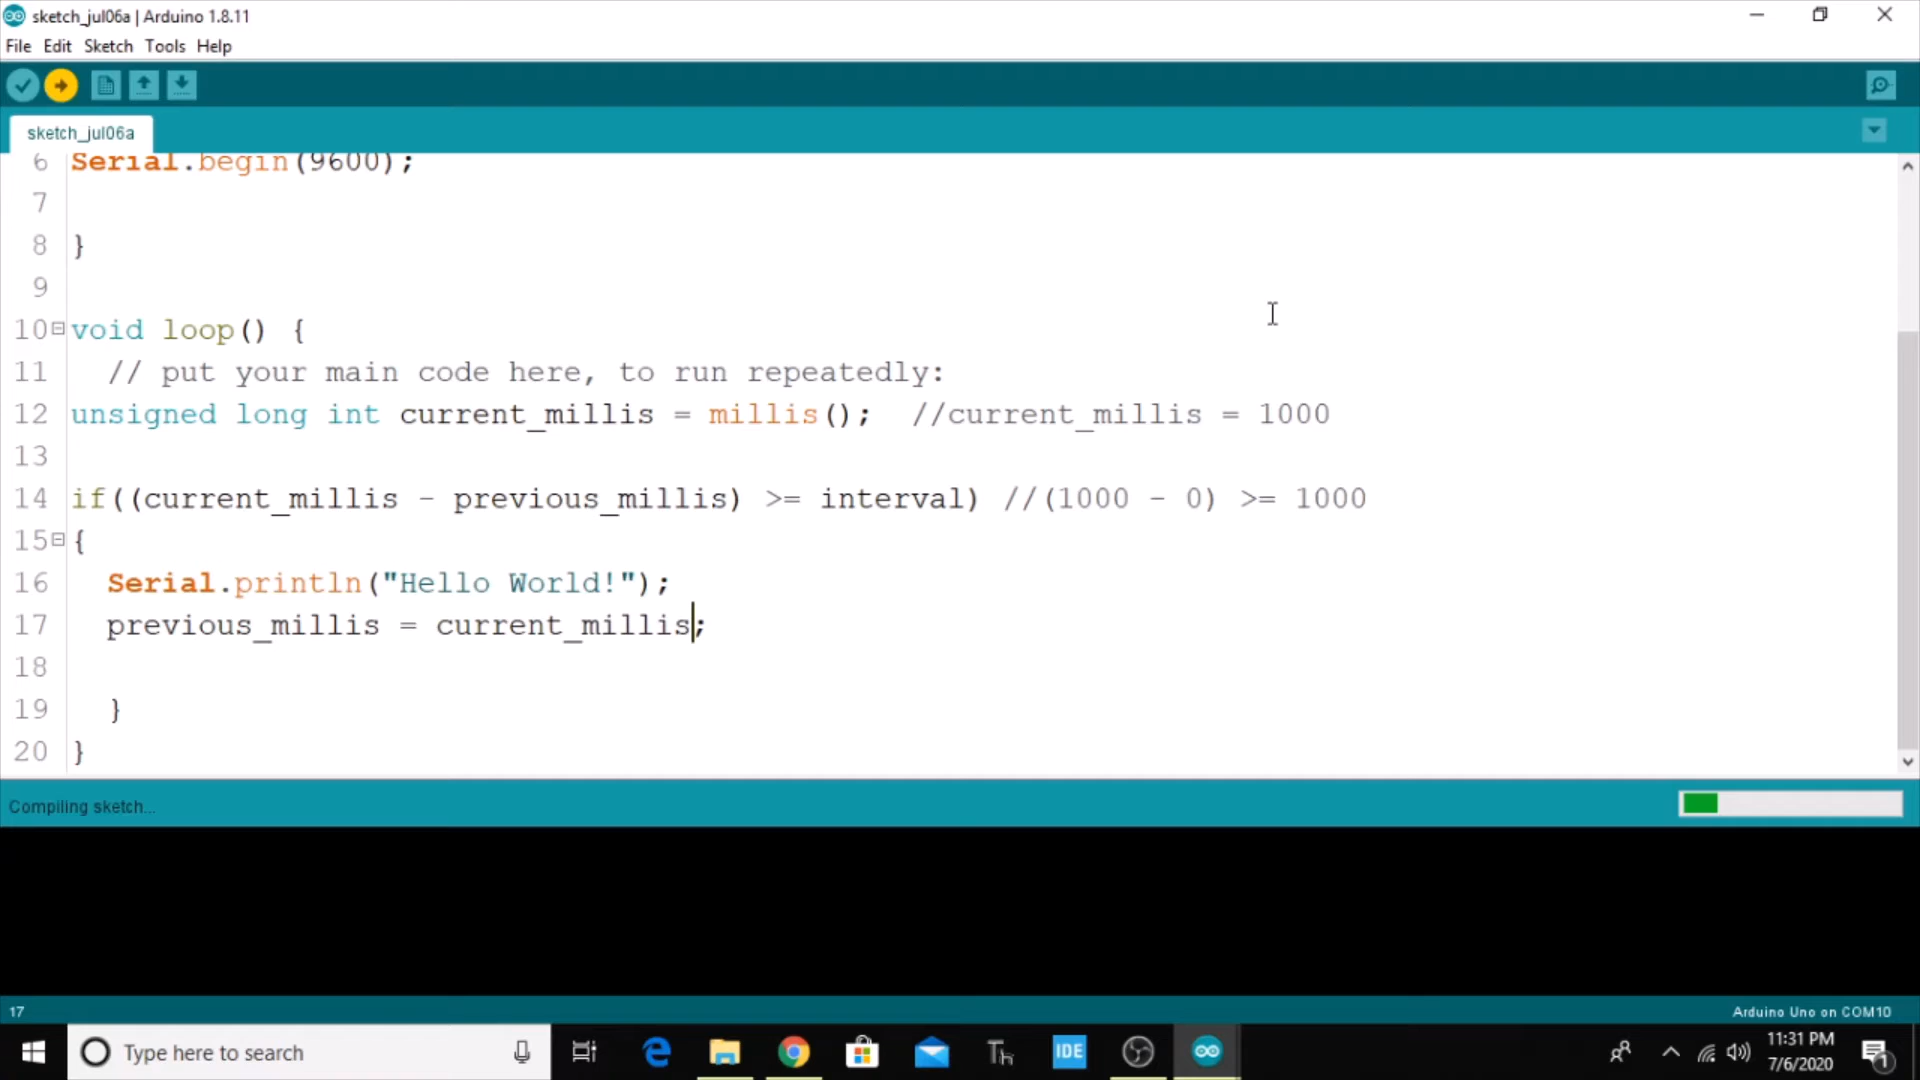 sketch_jul06a | Arduino 1.8.11
File Edit Sketch Tools Help
sketch_jul06a
6 Serial.begin(9600);
7
8 }
9
10 void loop() {
11 // put your main code here, to run repeatedly:
12 unsigned long int current_millis = millis(); //current_millis = 1000
13
14 if((current_millis - previous_millis) >= interval) //(1000 - 0) >= 1000
15 {
16 Serial.println("Hello World!");
17 previous_millis = current_millis;
18
19 }
20 }
Compiling sketch...
17 Arduino Uno on COM10
Type here to search
Th
IDE
11:31 PM
7/6/2020
1